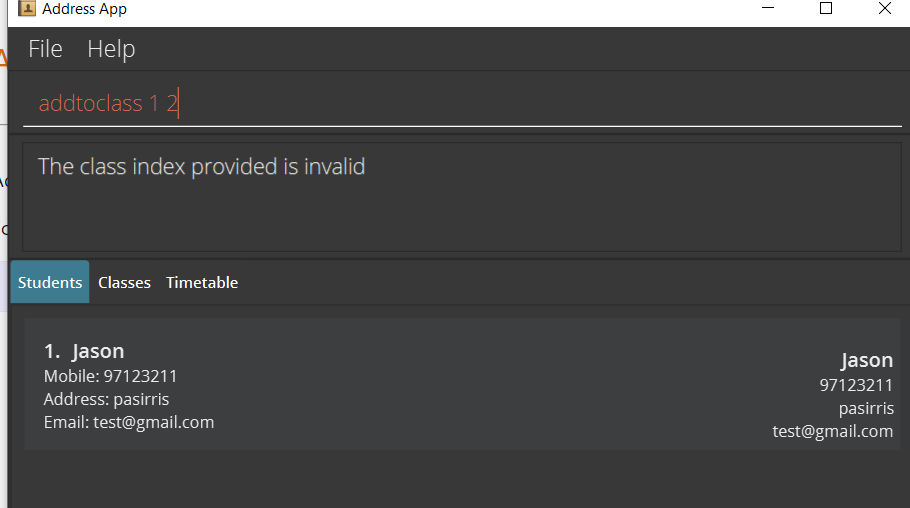 Address App
File Help
addtoclass 1 2
The class index provided is invalid
Students Classes Timetable
1. Jason
Mobile: 97123211
Address: pasirris
Email: test@gmail.com
Jason
97123211
pasirris
test@gmail.com